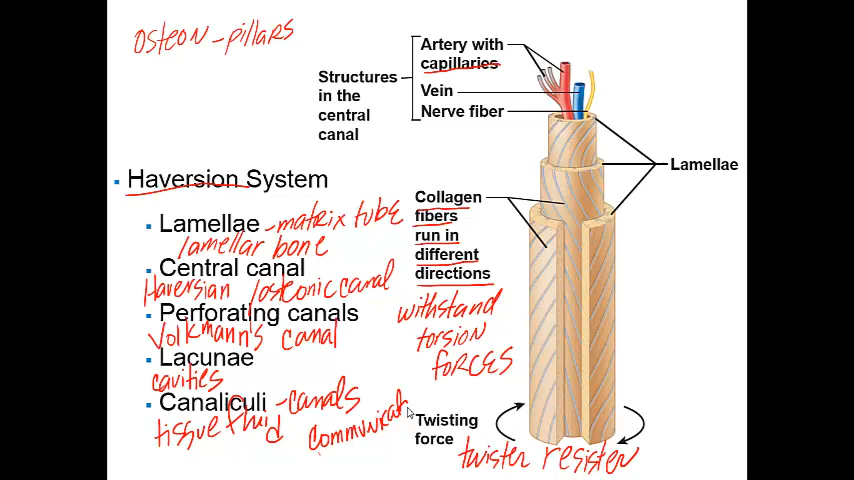 Osteon - pillars
Artery with
capillaries
Vein
Nerve fiber
Structures
in the
central
canal
Lamellae
Haversion System
Lamellae - matrix tube
lamellar bone
Central canal
Haversian / osteonic canal
Perforating canals
Volkmann's canal
Lacunae
cavities
Canaliculi - canals
tissue fluid communicat
Collagen
fibers
run in
different
directions
withstand
torsion
forces
Twisting
force
twister resister